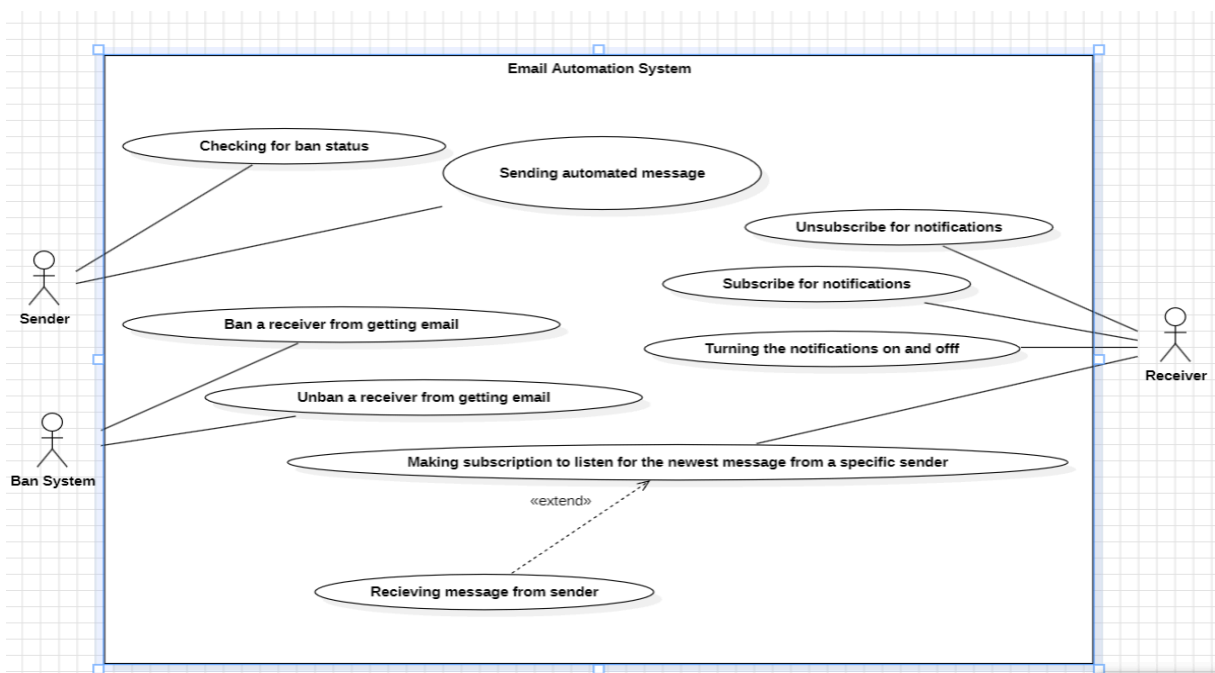 Email Automation System
Checking for ban status
Sending automated message
Unsubscribe for notifications
Subscribe for notifications
Sender
Ban a receiver from getting email
Turning the notifications on and offf
Receiver
Unban a receiver from getting email
Making subscription to listen for the newest message from a specific sender
Ban System
«extend»
Recieving message from sender